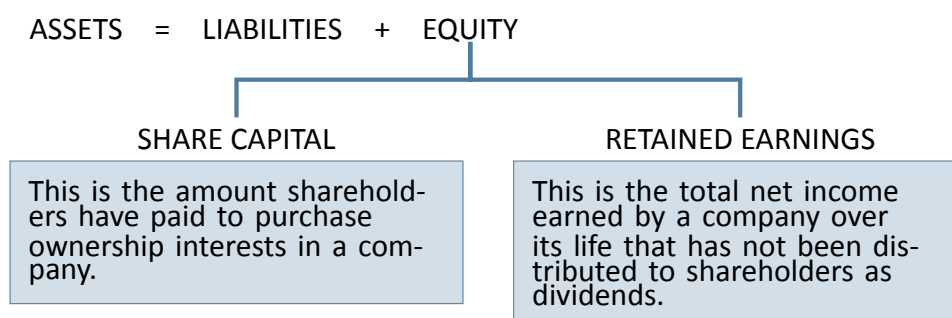 ASSETS = LIABILITIES + EQUITY
SHARE CAPITAL
This is the amount sharehold-
ers have paid to purchase
ownership interests in a com-
pany.
RETAINED EARNINGS
This is the total net income
earned by a company over
its life that has not been dis-
tributed to shareholders as
dividends.